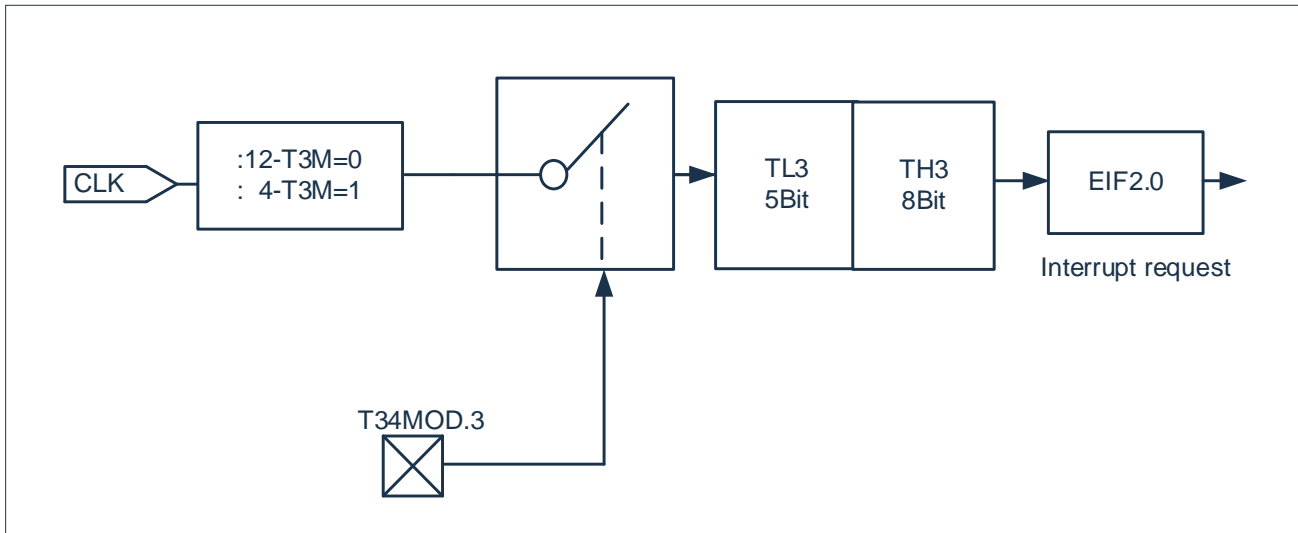 CLK
:12-T3M=0
: 4-T3M=1
TL3
5Bit
TH3
8Bit
EIF2.0
Interrupt request
T34MOD.3